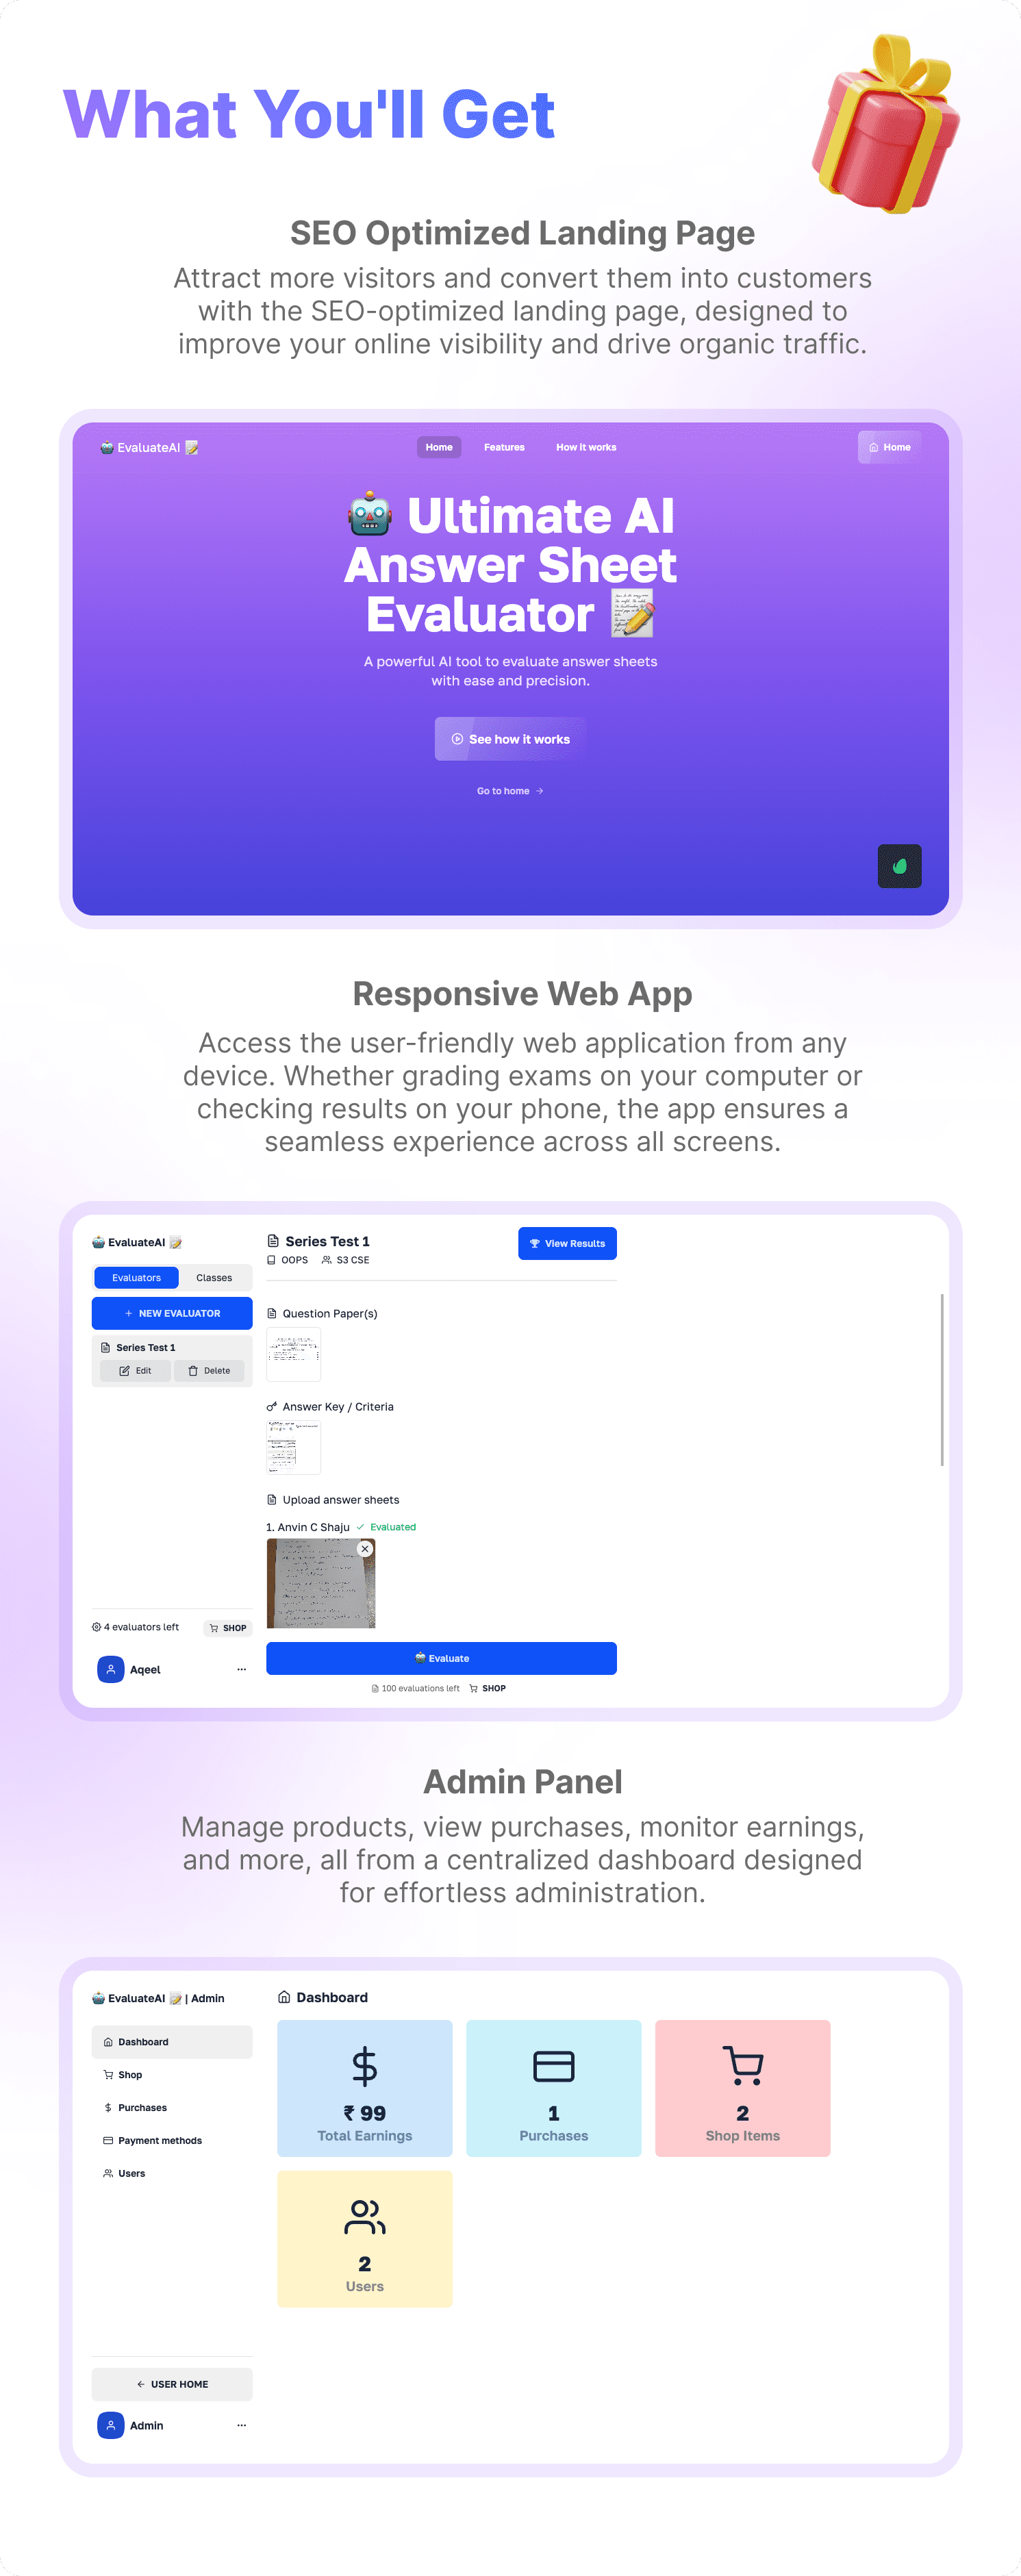 What You'll Get
SEO Optimized Landing Page
Attract more visitors and convert them into customers
with the SEO-optimized landing page, designed to
improve your online visibility and drive organic traffic.
EvaluateAI
Home
Features
How it works
Home
Ultimate AI
Answer Sheet
Evaluator
A powerful AI tool to evaluate answer sheets
with ease and precision.
See how it works
Go to home →
Responsive Web App
Access the user-friendly web application from any
device. Whether grading exams on your computer or
checking results on your phone, the app ensures a
seamless experience across all screens.
EvaluateAI
Evaluators
Classes
+ NEW EVALUATOR
Series Test 1
Edit
Delete
4 evaluators left
SHOP
Aqeel
...
Series Test 1
OOPS
S3 CSE
View Results
Question Paper(s)
Answer Key / Criteria
Upload answer sheets
1. Anvin C Shaju
Evaluated
Evaluate
100 evaluations left
SHOP
Admin Panel
Manage products, view purchases, monitor earnings,
and more, all from a centralized dashboard designed
for effortless administration.
EvaluateAI | Admin
Dashboard
Shop
Purchases
Payment methods
Users
← USER HOME
Admin
...
Dashboard
₹ 99
Total Earnings
1
Purchases
2
Shop Items
2
Users